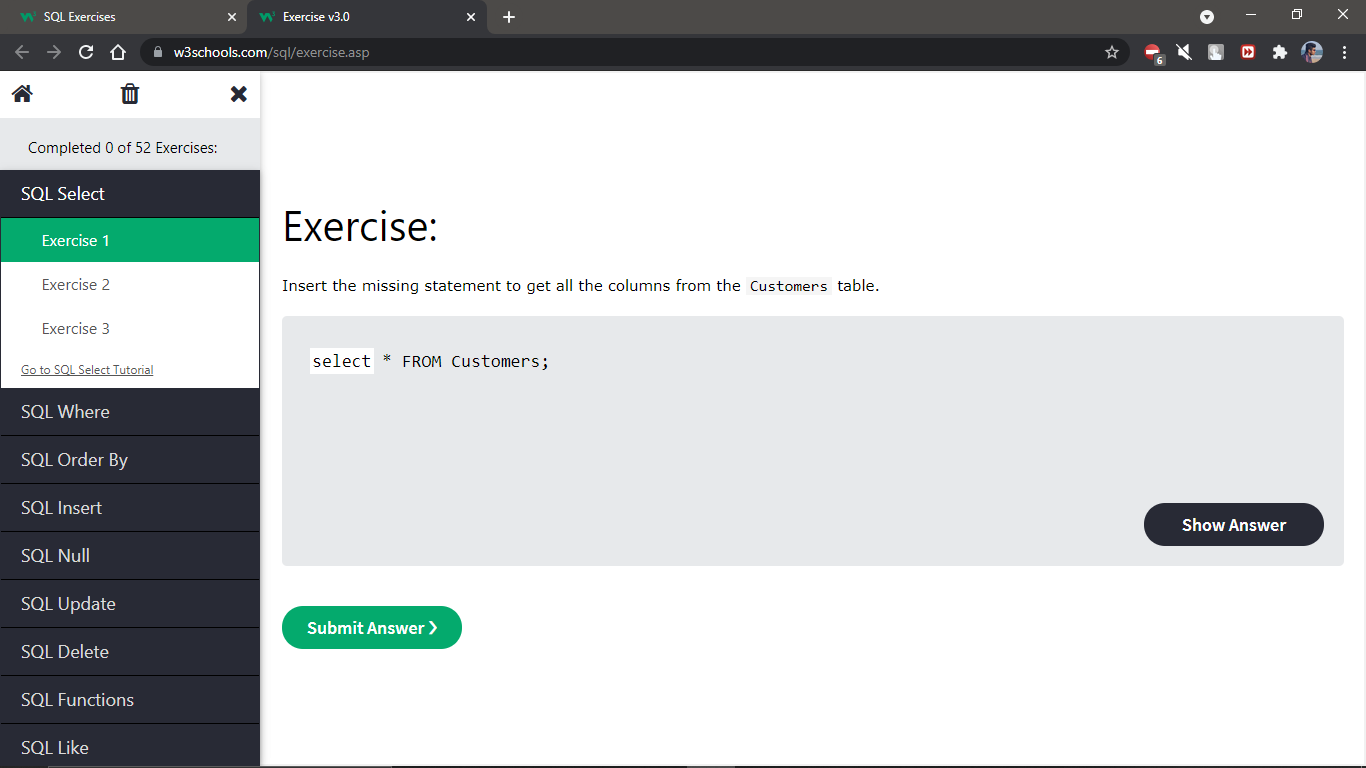 SQL Exercises
Exercise v3.0
w3schools.com/sql/exercise.asp
6
Completed 0 of 52 Exercises:
SQL Select
Exercise 1
Exercise 2
Exercise 3
Go to SQL Select Tutorial
SQL Where
SQL Order By
SQL Insert
SQL Null
SQL Update
SQL Delete
SQL Functions
SQL Like
Exercise:
Insert the missing statement to get all the columns from the Customers table.
select * FROM Customers;
Show Answer
Submit Answer ❯